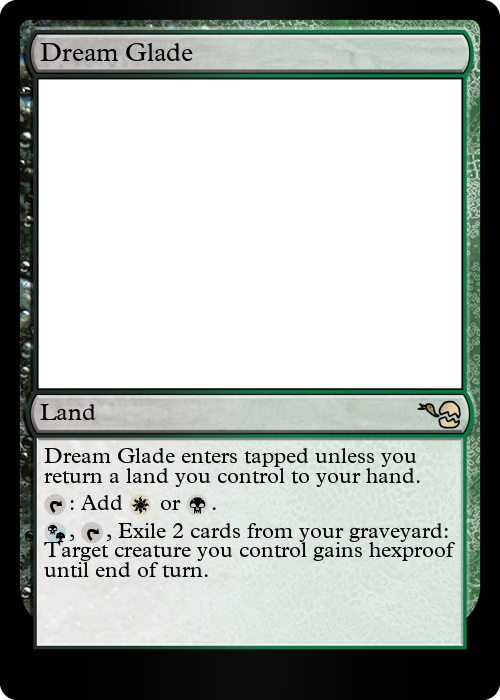 Dream Glade
Land
Dream Glade enters tapped unless you
return a land you control to your hand.
: Add or .
, , Exile 2 cards from your graveyard:
Target creature you control gains hexproof
until end of turn.